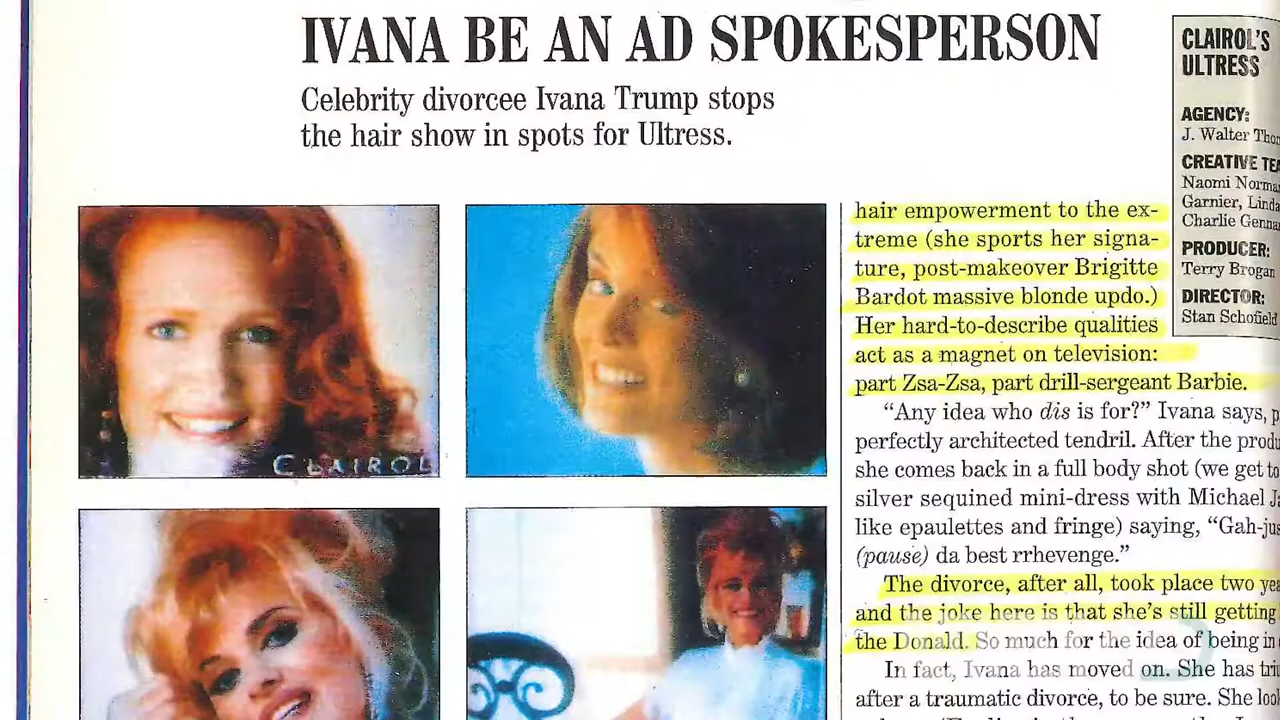 IVANA BE AN AD SPOKESPERSON
Celebrity divorcee Ivana Trump stops
the hair show in spots for Ultress.
CLAIROL
hair empowerment to the ex-
treme (she sports her signa-
ture, post-makeover Brigitte
Bardot massive blonde updo.)
Her hard-to-describe qualities
act as a magnet on television:
part Zsa-Zsa, part drill-sergeant Barbie.
"Any idea who dis is for?" Ivana says,
perfectly architected tendril. After the
she comes back in a full body shot (we get
silver sequined mini-dress with Michael
like epaulettes and fringe) saying, "Gah-
(pause) da best rrhevenge."
The divorce, after all, took place two
and the joke here is that she's still getting
the Donald. So much for the idea of being
In fact, Ivana has moved on. She has
after a traumatic divorce, to be sure. She
CLAIROL'S
ULTRESS
AGENCY:
J. Walter
CREATIVE
Naomi
Garnier,
Charlie
PRODUCER:
Terry Brogan
DIRECTOR:
Stan Schofield